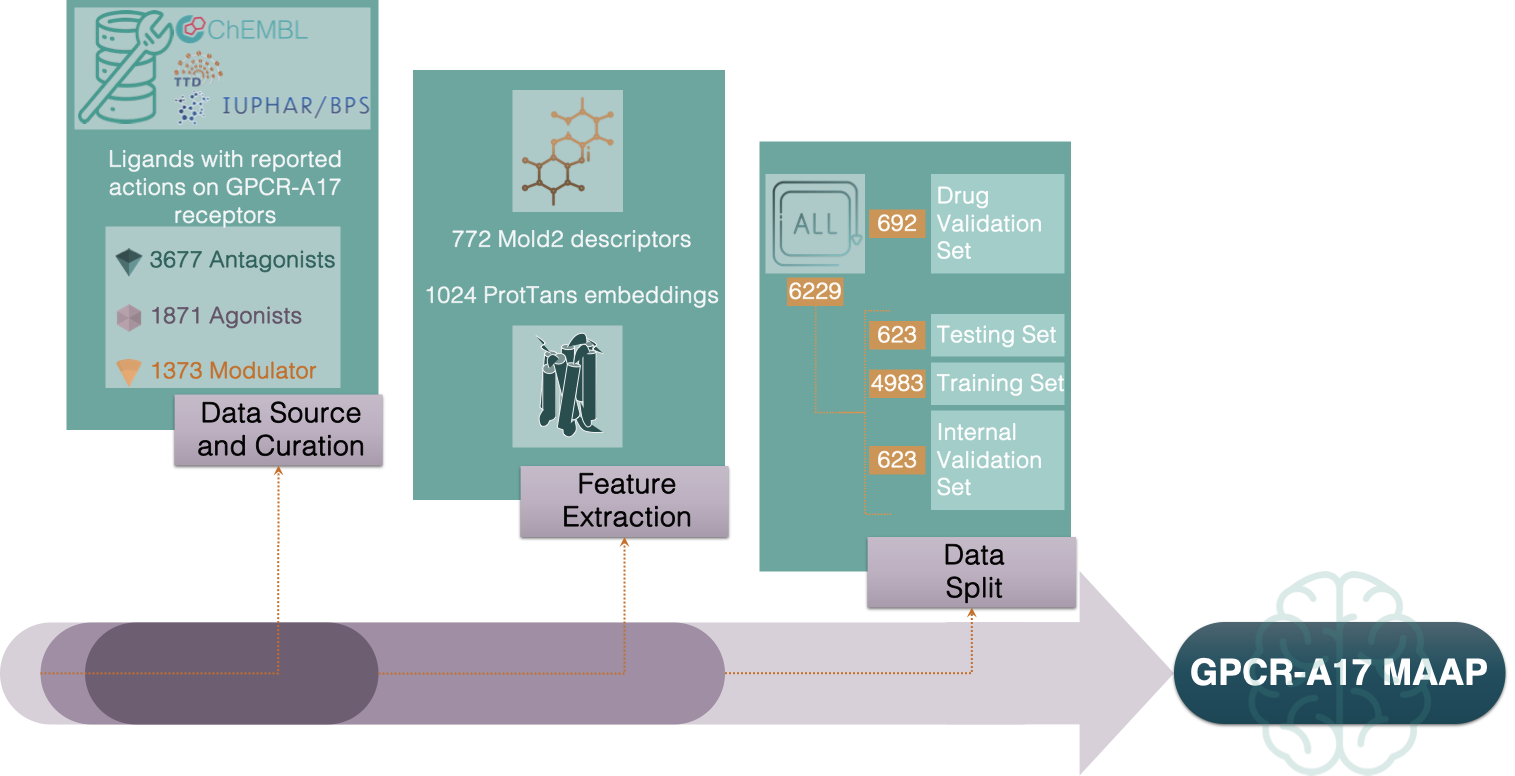 ChEMBL
TTD
IUPHAR/BPS
Ligands with reported
actions on GPCR-A17
receptors
3677 Antagonists
1871 Agonists
1373 Modulator
Data Source
and Curation
i
772 Mold2 descriptors
1024 ProtTans embeddings
Feature
Extraction
ALL
692
Drug
Validation
Set
6229
623
Testing Set
4983
Training Set
623
Internal
Validation
Set
Data
Split
GPCR-A17 MAAP